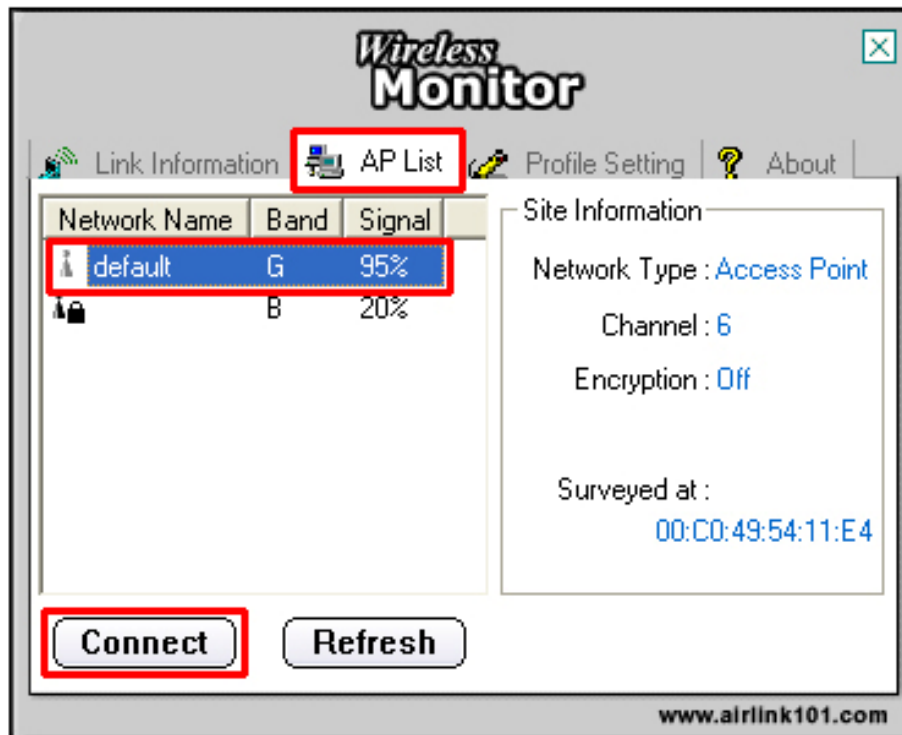 Wireless
Monitor
Link Information AP List Profile Setting About
Network Name Band Signal
default G 95%
B 20%
Site Information
Network Type : Access Point
Channel : 6
Encryption : Off
Surveyed at :
00:C0:49:54:11:E4
Connect Refresh
www.airlink101.com